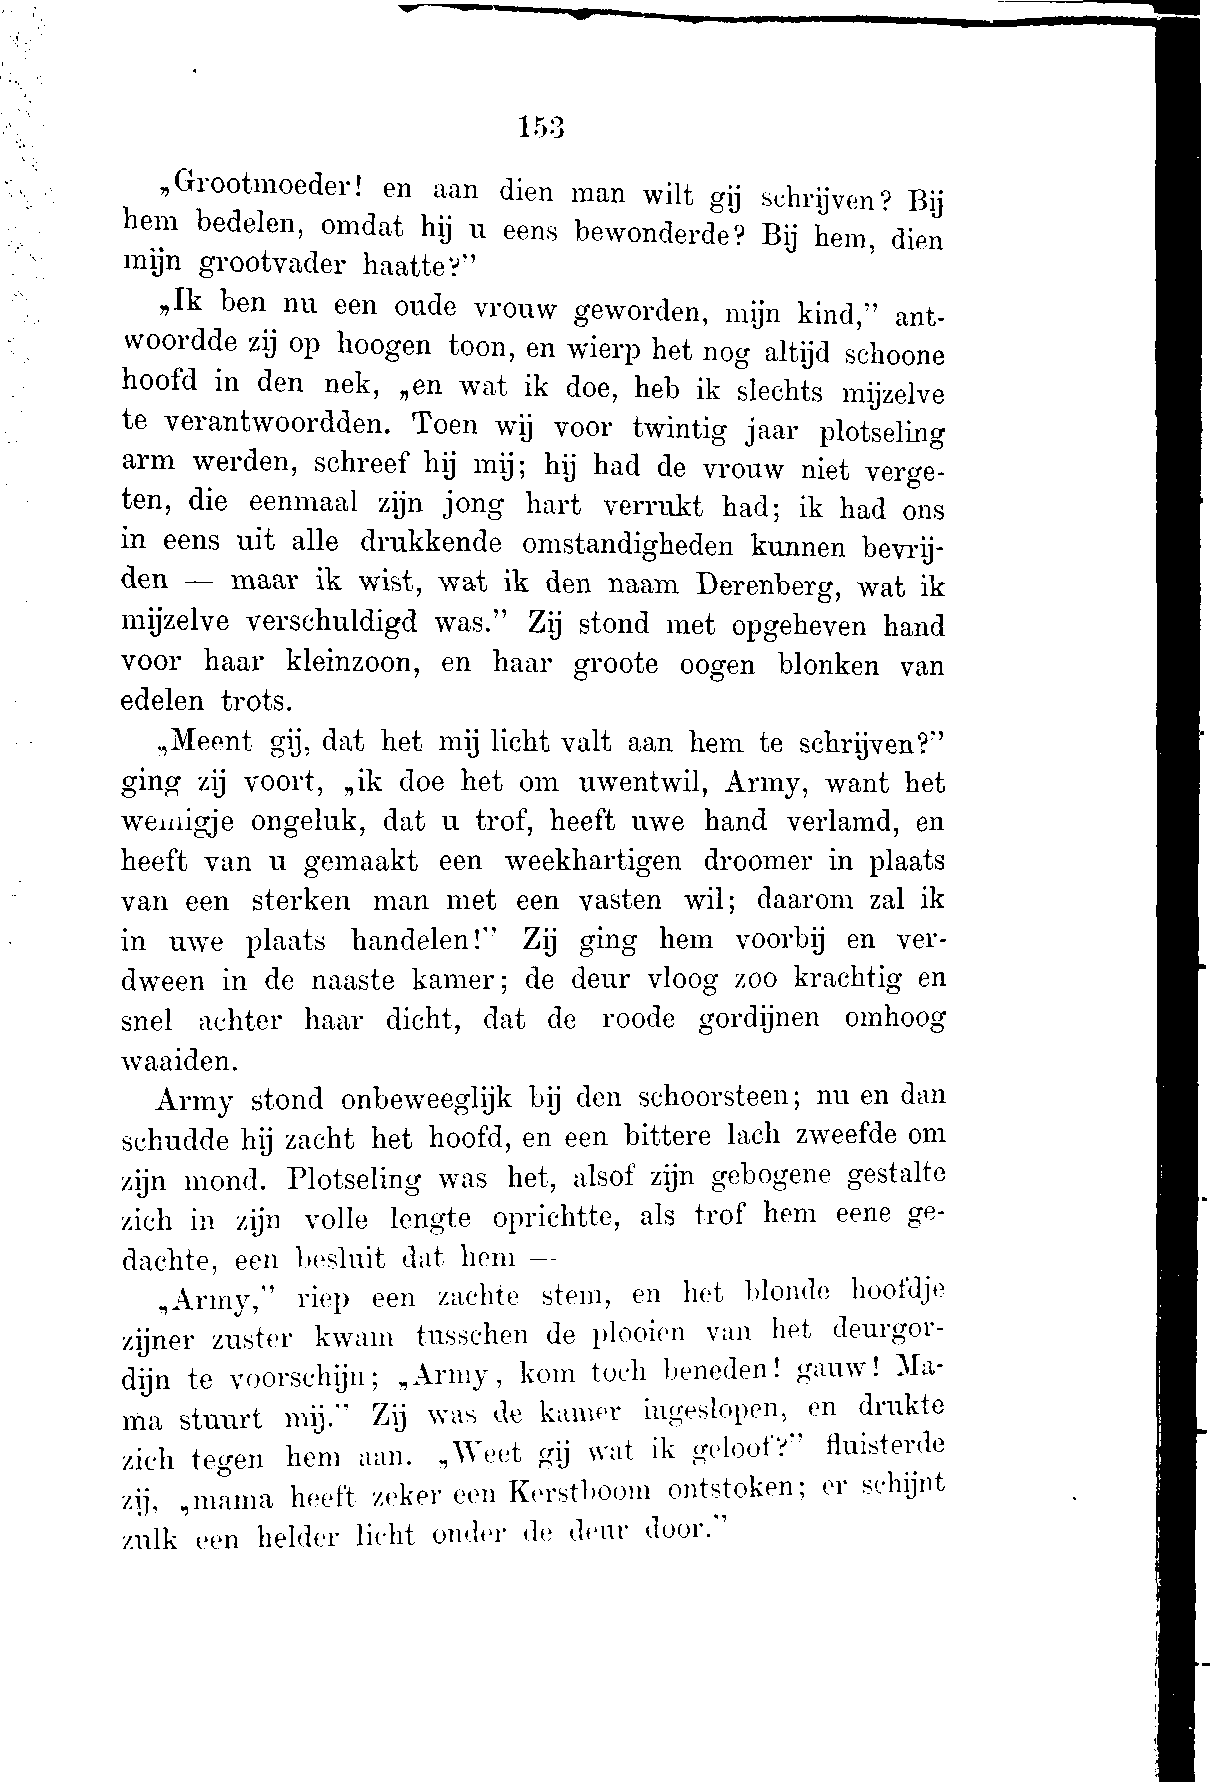 153
„Grootmoeder! en aan dien man wilt gij schrijven? Bij
hem bedelen, omdat hij u eens bewonderde? Bij hem, dien
mijn grootvader haatte?”
„Ik ben nu een oude vrouw geworden, mijn kind,” ant-
woordde zij op hoogen toon, en wierp het nog altijd schoone
hoofd in den nek, „en wat ik doe, heb ik slechts mijzelve
te verantwoordden. Toen wij voor twintig jaar plotseling
arm werden, schreef hij mij; hij had de vrouw niet verge-
ten, die eenmaal zijn jong hart verrukt had; ik had ons
in eens uit alle drukkende omstandigheden kunnen bevrij-
den — maar ik wist, wat ik den naam Derenberg, wat ik
mijzelve verschuldigd was.” Zij stond met opgeheven hand
voor haar kleinzoon, en haar groote oogen blonken van
edelen trots.
„Meent gij, dat het mij licht valt aan hem te schrijven?”
ging zij voort, „ik doe het om uwentwil, Army, want het
weinigje ongeluk, dat u trof, heeft uwe hand verlamd, en
heeft van u gemaakt een weekhartigen droomer in plaats
van een sterken man met een vasten wil; daarom zal ik
in uwe plaats handelen!” Zij ging hem voorbij en ver-
dween in de naaste kamer; de deur vloog zoo krachtig en
snel achter haar dicht, dat de roode gordijnen omhoog
waaiden.
Army stond onbeweeglijk bij den schoorsteen; nu en dan
schudde hij zacht het hoofd, en een bittere lach zweefde om
zijn mond. Plotseling was het, alsof zijn gebogene gestalte
zich in zijn volle lengte oprichtte, als trof hem eene ge-
dachte, een besluit dat hem —
„Army,” riep een zachte stem, en het blonde hoofdje
zijner zuster kwam tusschen de plooien van het deurgor-
dijn te voorschijn; „Army, kom toch beneden! gauw! Ma-
ma stuurt mij.” Zij was de kamer ingeslopen, en drukte
zich tegen hem aan. „Weet gij wat ik geloof?” fluisterde
zij, „mama heeft zeker een Kerstboom ontstoken; er schijnt
zulk een helder licht onder de deur door.”